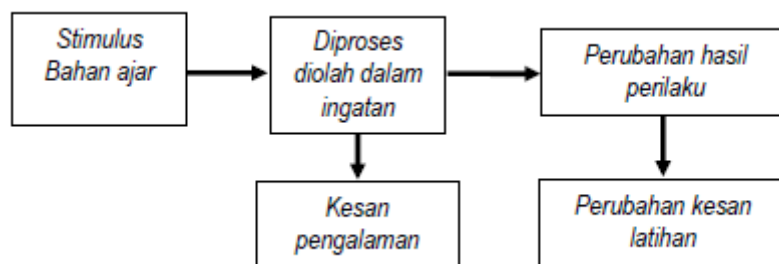 Stimulus
Bahan ajar
Diproses
diolah dalam
ingatan
Perubahan hasil
perilaku
Kesan
pengalaman
Perubahan kesan
latihan